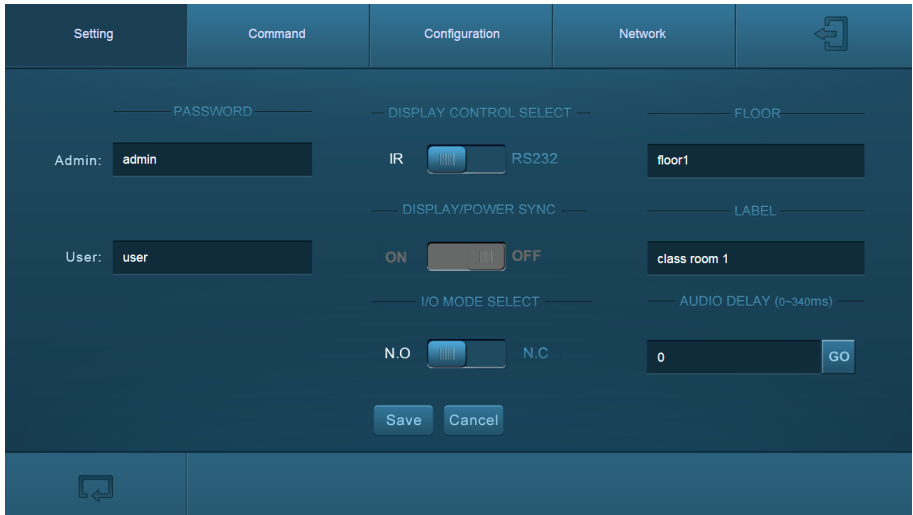 Setting Command Configuration Network
PASSWORD DISPLAY CONTROL SELECT FLOOR
Admin: admin IR RS232 floor1
DISPLAY/POWER SYNC LABEL
User: user ON OFF class room 1
I/O MODE SELECT AUDIO DELAY (0~340ms)
N.O N.C 0 GO
Save Cancel